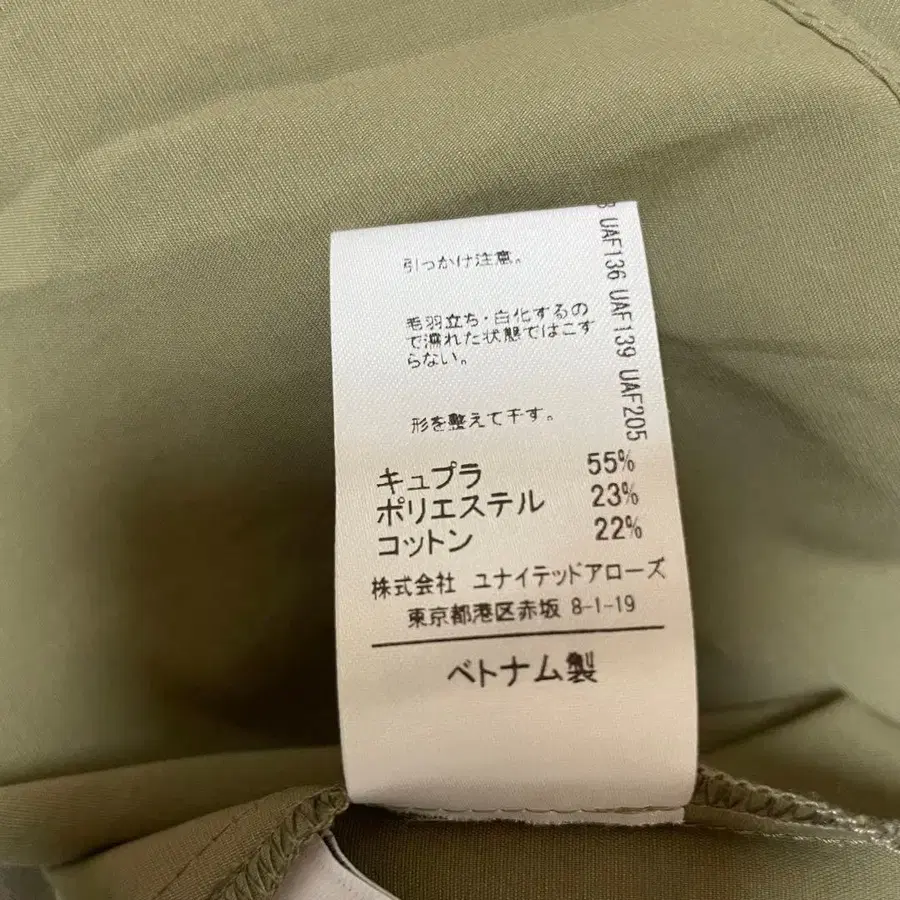 引っかけ注意。
毛羽立ち・白化するの
で濡れた状態ではこす
らない。
形を整えて干す。
キュプラ 55%
ポリエステル 23%
コットン 22%
株式会社 ユナイテッドアローズ
東京都港区赤坂 8-1-19
ベトナム製
UAF136 UAF139 UAF205